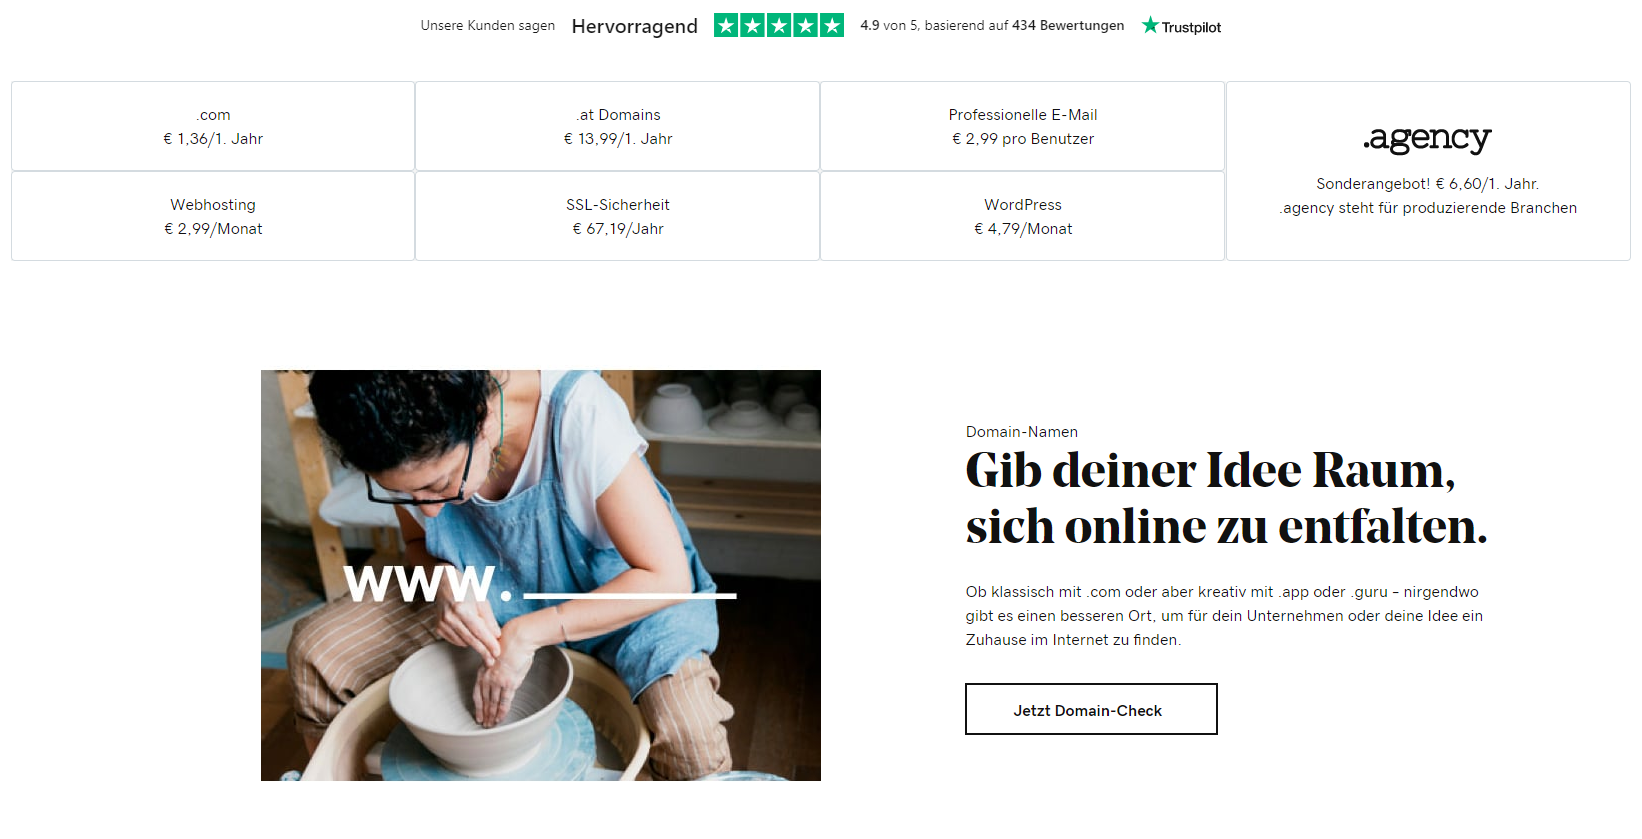 Unsere Kunden sagen Hervorragend 4.9 von 5, basierend auf 434 Bewertungen Trustpilot
.com
€ 1,36/1. Jahr
.at Domains
€ 13,99/1. Jahr
Professionelle E-Mail
€ 2,99 pro Benutzer
.agency
Sonderangebot! € 6,60/1. Jahr.
.agency steht für produzierende Branchen
Webhosting
€ 2,99/Monat
SSL-Sicherheit
€ 67,19/Jahr
WordPress
€ 4,79/Monat
www.
Domain-Namen
Gib deiner Idee Raum,
sich online zu entfalten.
Ob klassisch mit .com oder aber kreativ mit .app oder .guru – nirgendwo
gibt es einen besseren Ort, um für dein Unternehmen oder deine Idee ein
Zuhause im Internet zu finden.
Jetzt Domain-Check